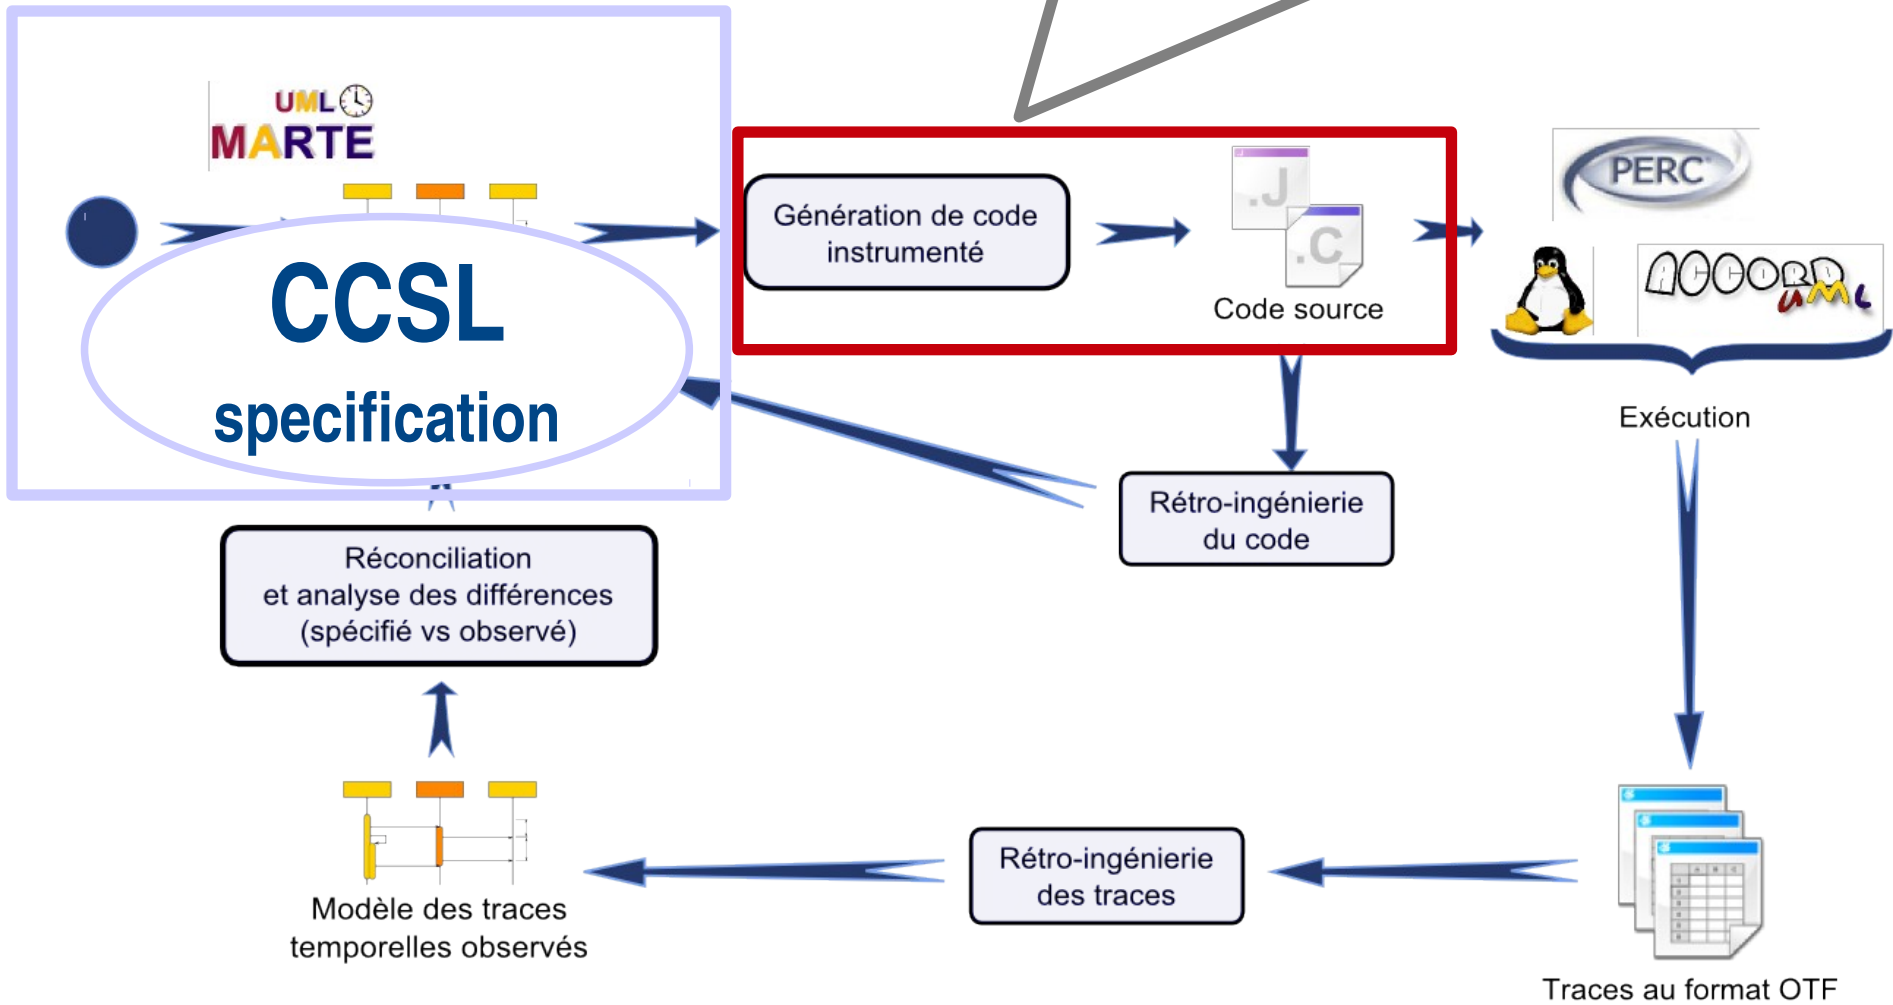 UML
MARTE
CCSL
specification
Génération de code
instrumenté
.J
.C
Code source
PERC
ACCORD
UML
Exécution
Rétro-ingénierie
du code
Réconciliation
et analyse des différences
(spécifié vs observé)
Modèle des traces
temporelles observés
Rétro-ingénierie
des traces
Traces au format OTF